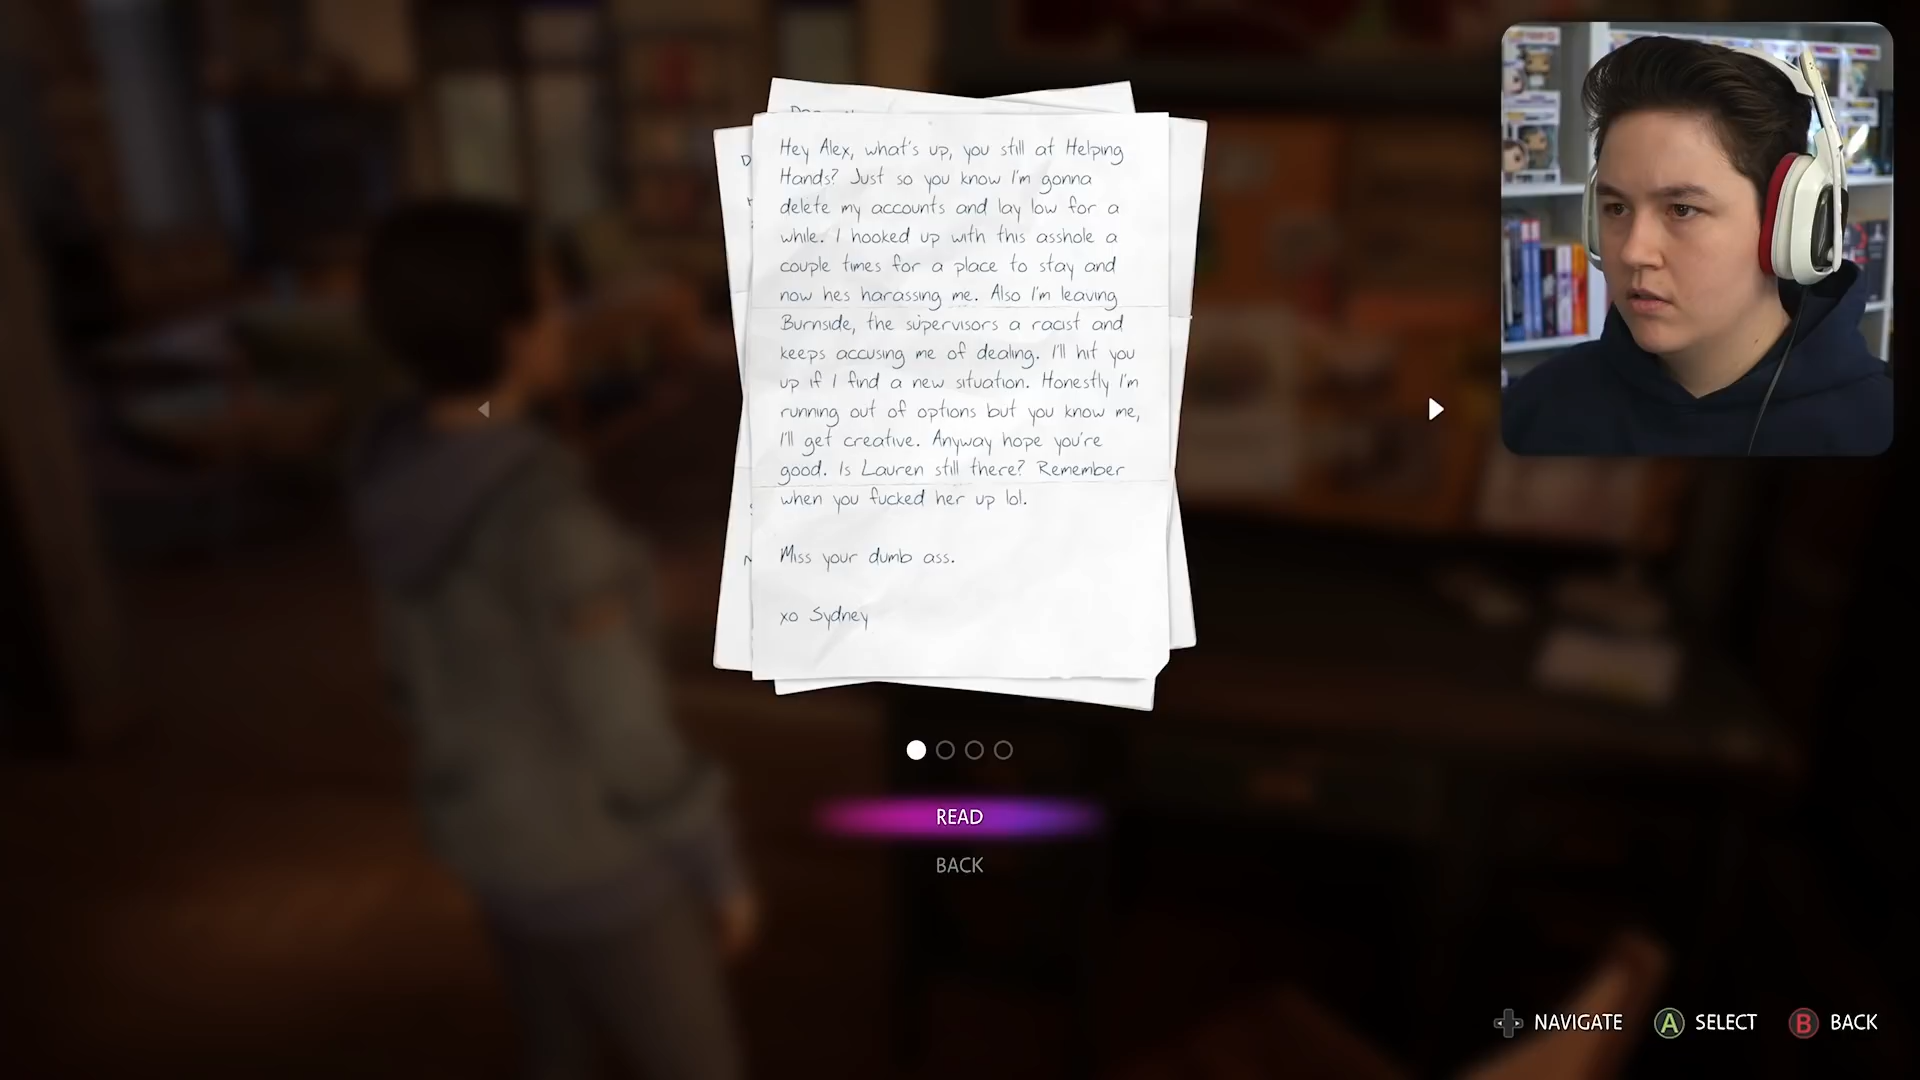 Hey Alex, what's up, you still at Helping
Hands? Just so you know I'm gonna
delete my accounts and lay low for a
while. I hooked up with this asshole a
couple times for a place to stay and
now hes harassing me. Also I'm leaving
Burnside, the supervisors a racist and
keeps accusing me of dealing. I'll hit you
up if I find a new situation. Honestly I'm
running out of options but you know me,
I'll get creative. Anyway hope you're
good. Is Lauren still there? Remember
when you fucked her up lol.
Miss your dumb ass.
xo Sydney
READ
BACK
NAVIGATE A SELECT B BACK